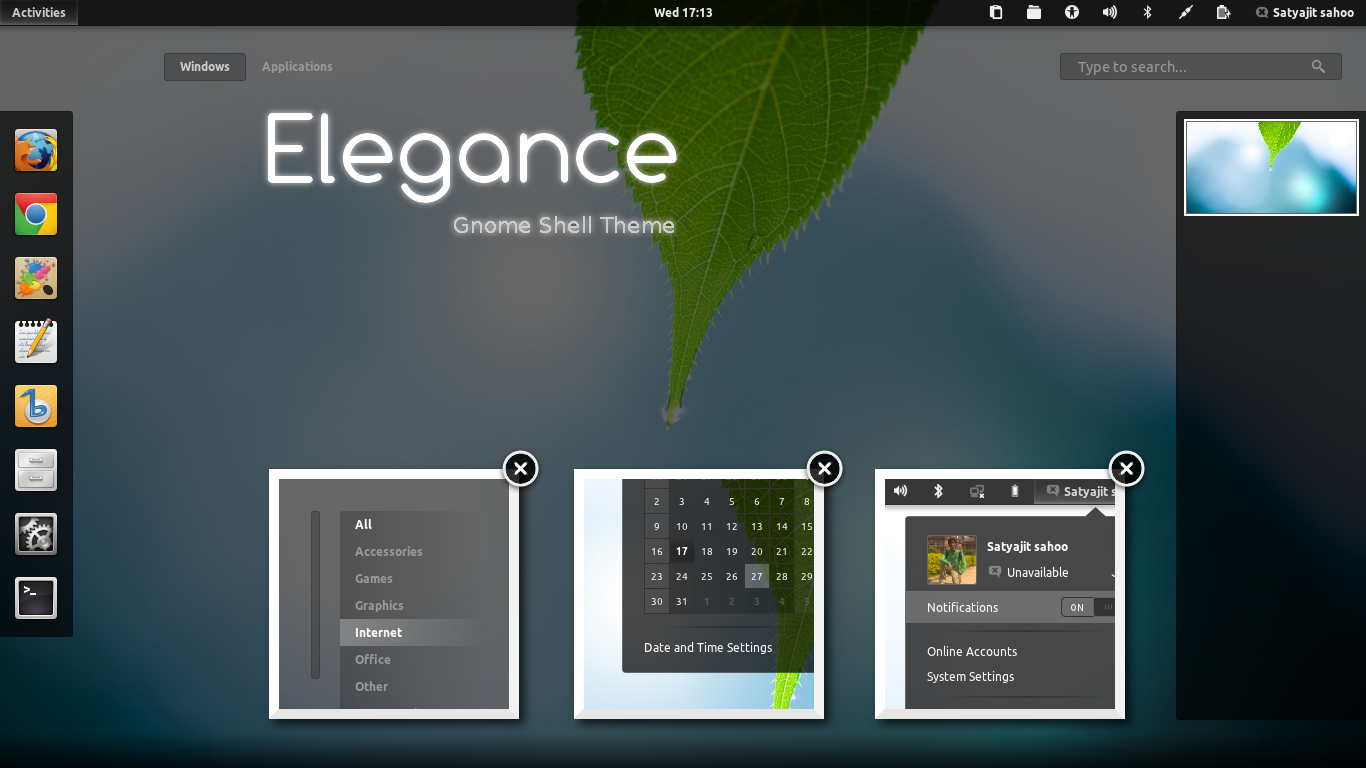 Activities
Wed 17:13
Satyajit sahoo
Windows
Applications
Type to search...
Elegance
Gnome Shell Theme
All
Accessories
Games
Graphics
Internet
Office
Other
2 3 4 5 6 7 8
9 10 11 12 13 14 15
16 17 18 19 20 21 22
23 24 25 26 27 28 29
30 31 1 2 3 4 5
Date and Time Settings
Satyajit s
Satyajit sahoo
Unavailable
Notifications
ON
Online Accounts
System Settings